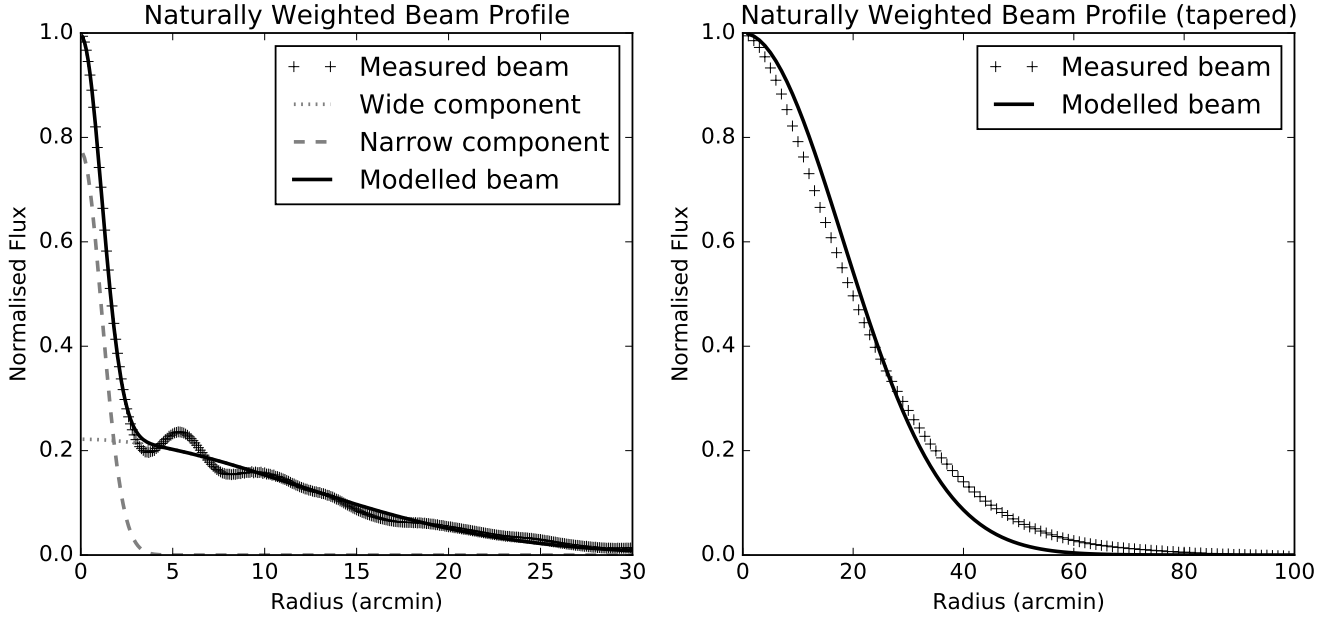 Naturally Weighted Beam Profile
Normalised Flux
1.0
0.8
0.6
0.4
0.2
0.0
Measured beam
Wide component
Narrow component
Modelled beam
0 5 10 15 20 25 30
Radius (arcmin)
Naturally Weighted Beam Profile (tapered)
Normalised Flux
1.0
0.8
0.6
0.4
0.2
0.0
Measured beam
Modelled beam
0 20 40 60 80 100
Radius (arcmin)